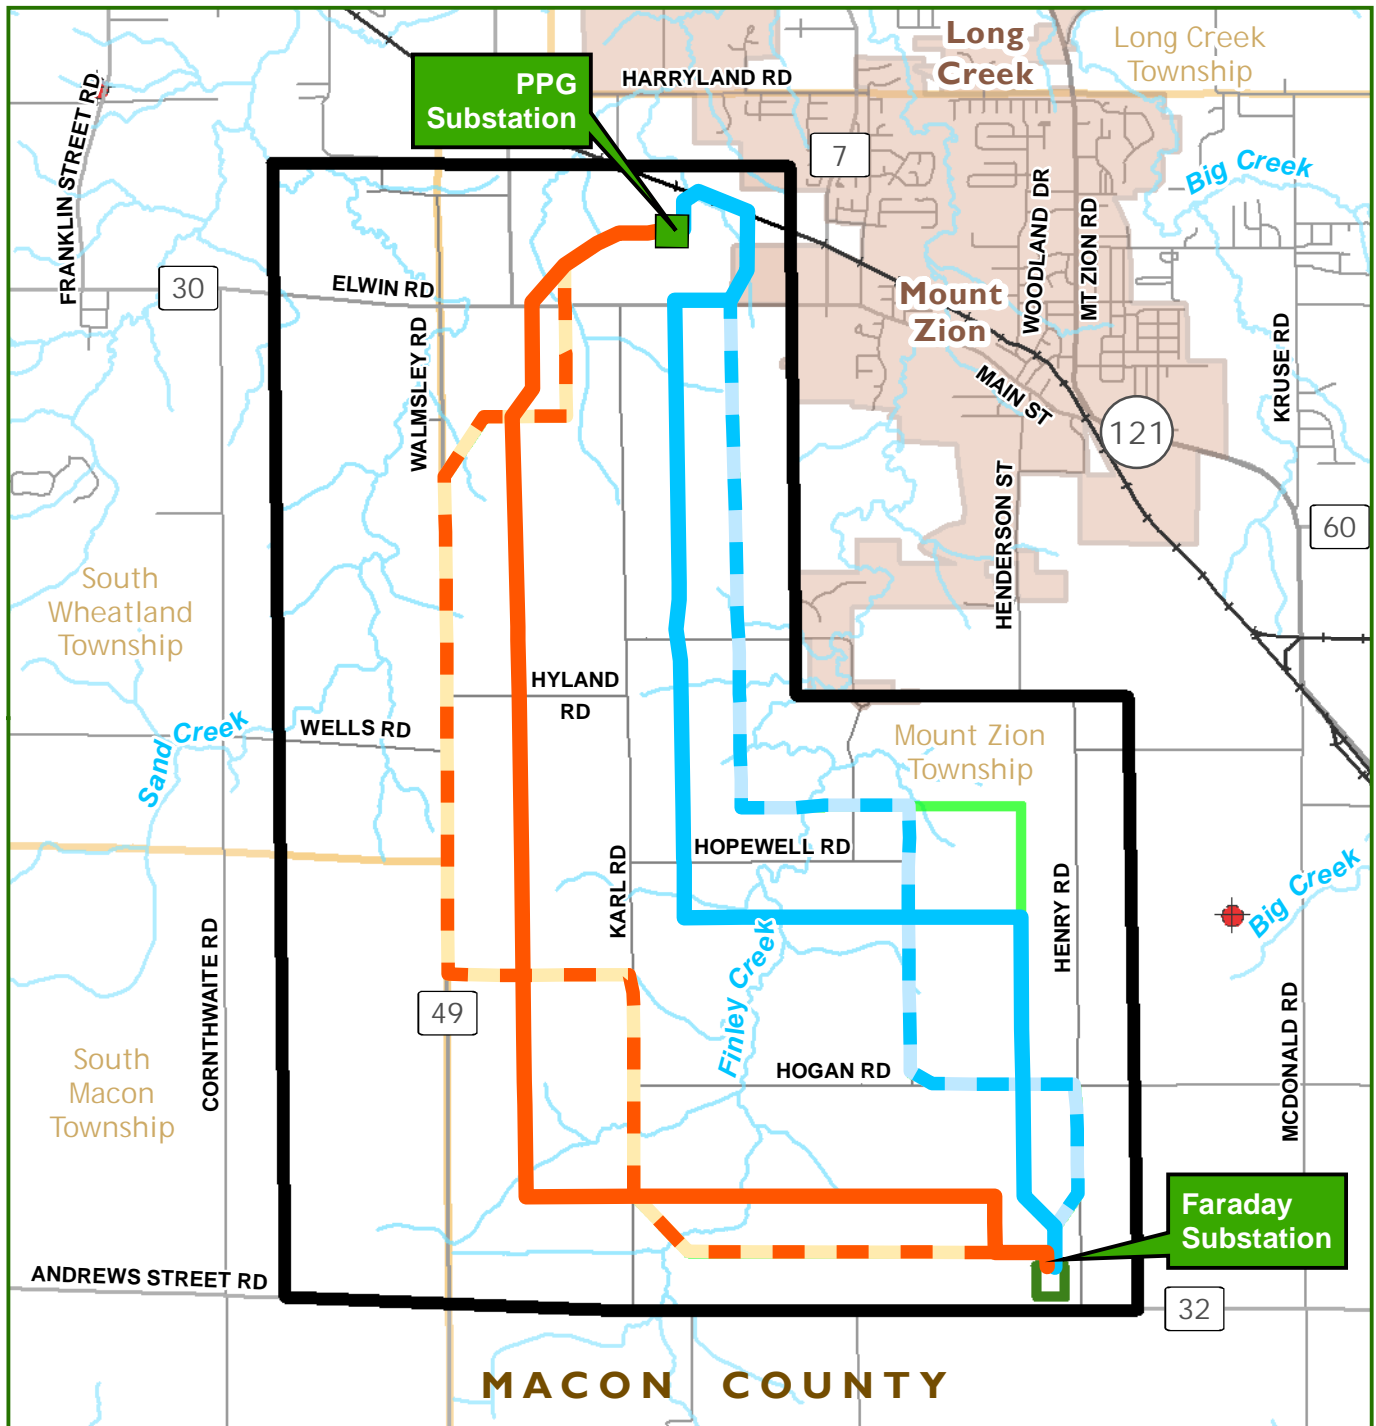 Long
Creek
Long Creek
Township
HARRYLAND RD
PPG
Substation
7
FRANKLIN STREET RD
Big Creek
WOODLAND DR
MT ZION RD
30
ELWIN RD
Mount
Zion
WALMSLEY RD
KRUSE RD
MAIN ST
121
HENDERSON ST
60
South
Wheatland
Township
HYLAND
RD
WELLS RD
Sand Creek
Mount Zion
Township
HOPEWELL RD
KARL RD
HENRY RD
Big Creek
CORNTHWAITE RD
Finley Creek
49
MCDONALD RD
South
Macon
Township
HOGAN RD
Faraday
Substation
ANDREWS STREET RD
32
MACON COUNTY